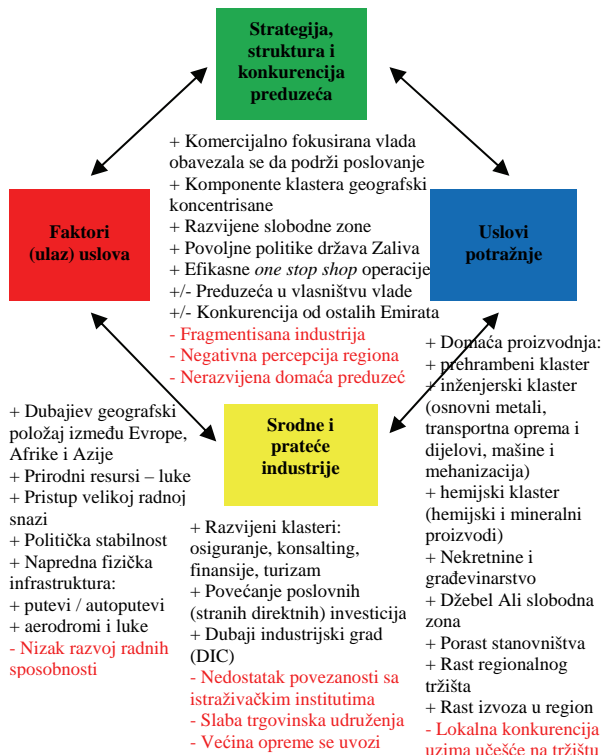 Strategija,
struktura i
konkurencija
preduzeća
+ Komercijalno fokusirana vlada
obavezala se da podrži poslovanje
+ Komponente klastera geografski
koncentrisane
+ Razvijene slobodne zone
+ Povoljne politike država Zaliva
+ Efikasne one stop shop operacije
+/- Preduzeća u vlasništvu vlade
+/- Konkurencija od ostalih Emirata
- Fragmentisana industrija
- Negativna percepcija regiona
- Nerazvijena domaća preduzeć
Faktori
(ulaz) uslova
+ Dubajiev geografski
položaj između Evrope,
Afrike i Azije
+ Prirodni resursi – luke
+ Pristup velikoj radnoj
snazi
+ Politička stabilnost
+ Napredna fizička
infrastruktura:
+ putevi / autoputevi
+ aerodromi i luke
- Nizak razvoj radnih
sposobnosti
Srodne i
prateće
industrije
+ Razvijeni klasteri:
osiguranje, konsalting,
finansije, turizam
+ Povećanje poslovnih
(stranih direktnih) investicija
+ Dubaji industrijski grad
(DIC)
- Nedostatak povezanosti sa
istraživačkim institutima
- Slaba trgovinska udruženja
- Većina opreme se uvozi
Uslovi
potražnje
+ Domaća proizvodnja:
+ prehrambeni klaster
+ inženjerski klaster
(osnovni metali,
transportna oprema i
dijelovi, mašine i
mehanizacija)
+ hemijski klaster
(hemijski i mineralni
proizvodi)
+ Nekretnine i
građevinarstvo
+ Džebel Ali slobodna
zona
+ Porast stanovništva
+ Rast regionalnog
tržišta
+ Rast izvoza u region
- Lokalna konkurencija
uzima učešće na tržištu